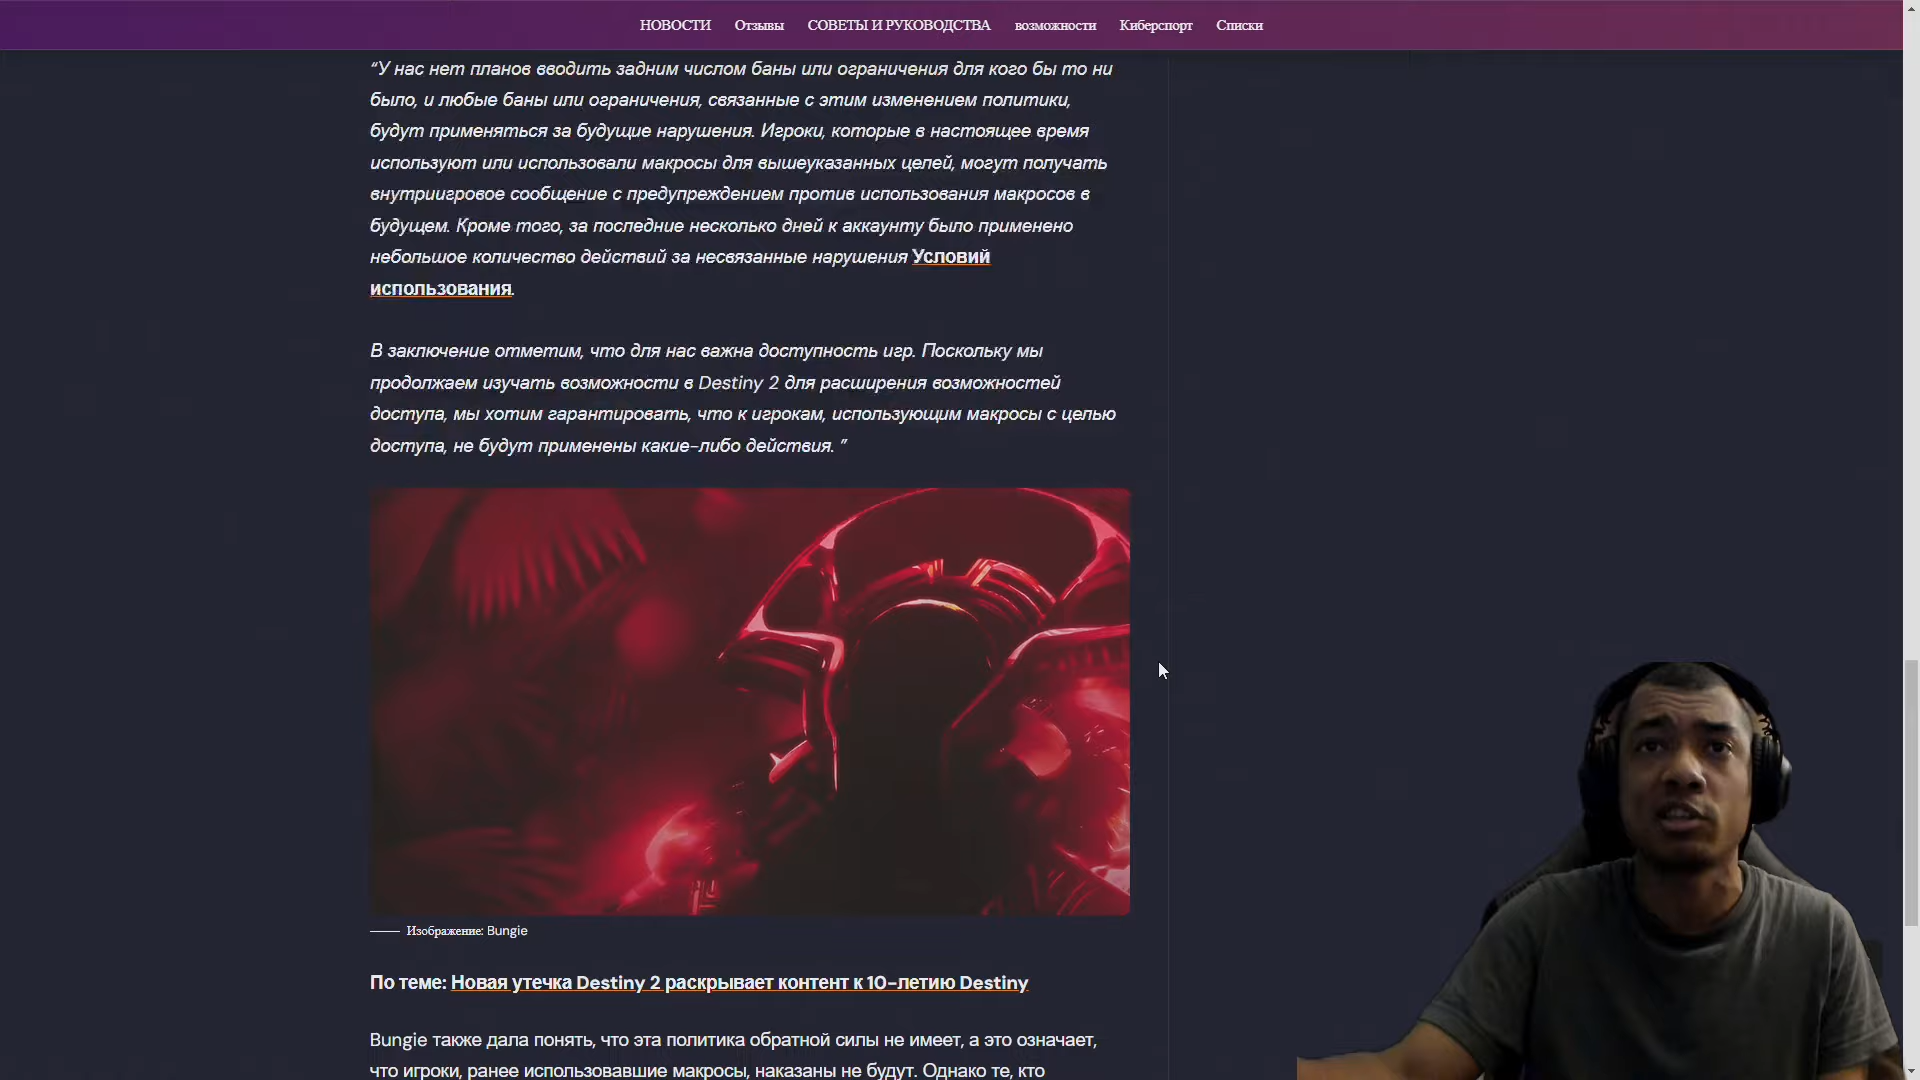 НОВОСТИ Отзывы СОВЕТЫ И РУКОВОДСТВА возможности Киберспорт Списки
“У нас нет планов вводить задним числом баны или ограничения для кого бы то ни
было, и любые баны или ограничения, связанные с этим изменением политики,
будут применяться за будущие нарушения. Игроки, которые в настоящее время
используют или использовали макросы для вышеуказанных целей, могут получать
внутриигровое сообщение с предупреждением против использования макросов в
будущем. Кроме того, за последние несколько дней к аккаунту было применено
небольшое количество действий за несвязанные нарушения Условий
использования.
В заключение отметим, что для нас важна доступность игр. Поскольку мы
продолжаем изучать возможности в Destiny 2 для расширения возможностей
доступа, мы хотим гарантировать, что к игрокам, использующим макросы с целью
доступа, не будут применены какие-либо действия. ”
Изображение: Bungie
По теме: Новая утечка Destiny 2 раскрывает контент к 10-летию Destiny
Bungie также дала понять, что эта политика обратной силы не имеет, а это означает,
что игроки, ранее использовавшие макросы, наказаны не будут. Однако те, кто